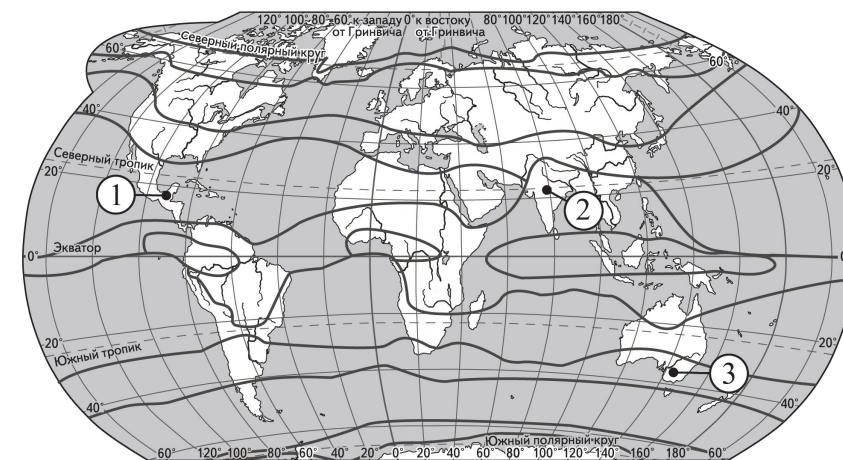 120° 100° 80° 60° к западу 0° к востоку 80° 100° 120° 140° 160° 180°
от Гринвича от Гринвича
Северный полярный круг
60° 60°
40° 40°
Северный тропик
20° 20°
1
2
Экватор
0° 0°
20° 20°
Южный тропик
3
40° 40°
Южный полярный круг
60° 120° 100° 80° 60° 40° 20° 0° 20° 40° 60° 80° 100° 120° 140° 160° 180° 60°